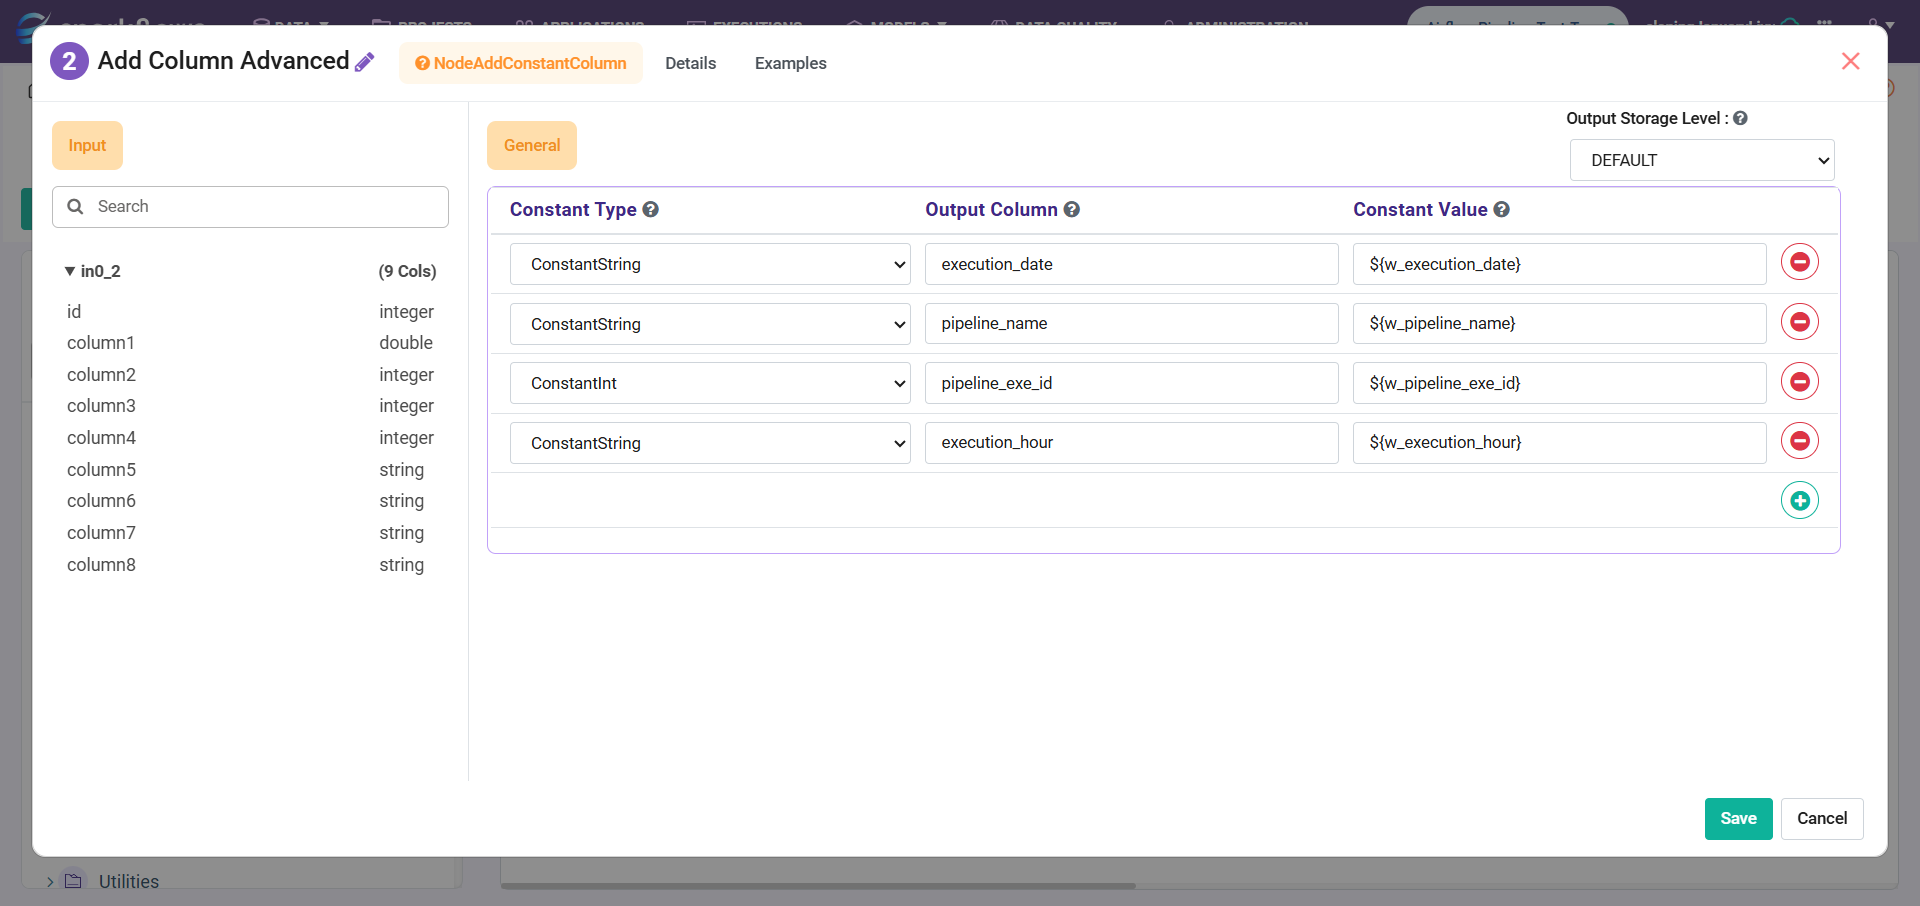 2 Add Column Advanced NodeAddConstantColumn Details Examples
Input
Search
in0_2 (9 Cols)
id integer
column1 double
column2 integer
column3 integer
column4 integer
column5 string
column6 string
column7 string
column8 string
General
Output Storage Level :
DEFAULT
Constant Type Output Column Constant Value
ConstantString execution_date ${w_execution_date}
ConstantString pipeline_name ${w_pipeline_name}
ConstantInt pipeline_exe_id ${w_pipeline_exe_id}
ConstantString execution_hour ${w_execution_hour}
Save Cancel
Utilities